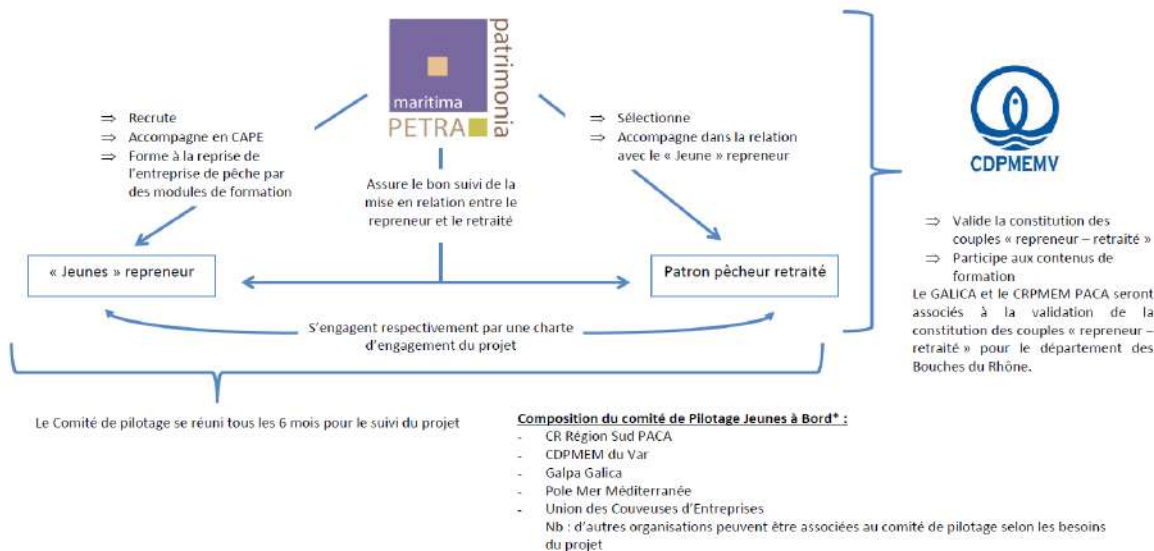 patrimonia
maritima
PETRA
⇒ Recrute
⇒ Accompagne en CAPE
⇒ Forme à la reprise de
l'entreprise de pêche par
des modules de formation
Assure le bon suivi de la
mise en relation entre le
repreneur et le retraité
⇒ Sélectionne
⇒ Accompagne dans la relation
avec le « Jeune » repreneur
« Jeunes » repreneur
Patron pêcheur retraité
S'engagent respectivement par une charte
d'engagement du projet
CDPMEMV
⇒ Valide la constitution des
couples « repreneur – retraité »
⇒ Participe aux contenus de
formation
Le GALICA et le CRPMEM PACA seront
associés à la validation de la
constitution des couples « repreneur –
retraité » pour le département des
Bouches du Rhône.
Le Comité de pilotage se réuni tous les 6 mois pour le suivi du projet
Composition du comité de Pilotage Jeunes à Bord* :
- CR Région Sud PACA
- CDPMEM du Var
- Galpa Galica
- Pole Mer Méditerranée
- Union des Couveuses d'Entreprises
Nb : d'autres organisations peuvent être associées au comité de pilotage selon les besoins
du projet